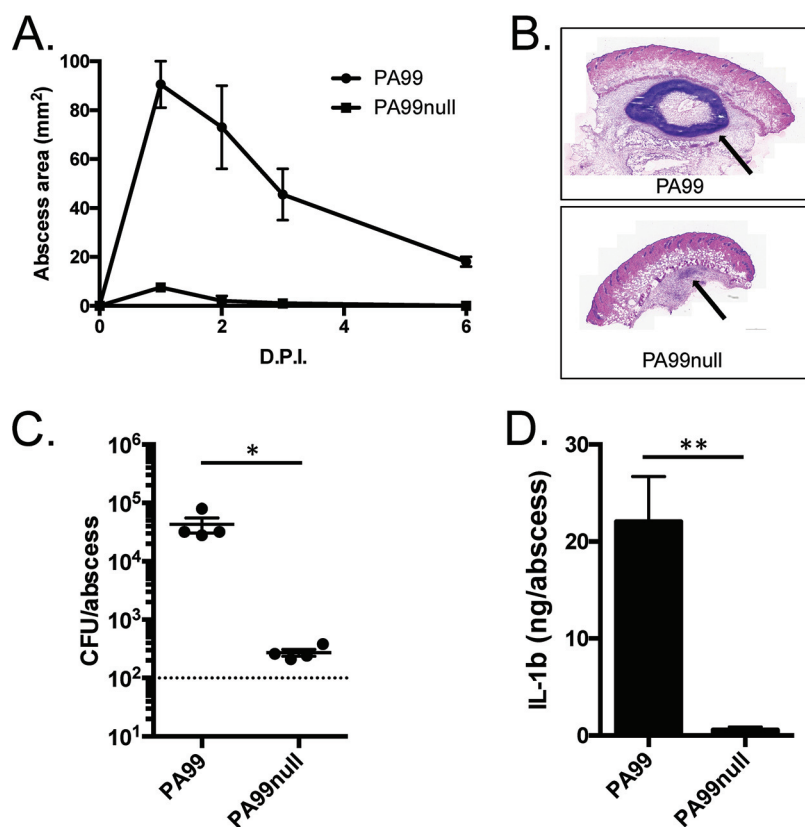 A.
Abscess area (mm²)
100
80
60
40
20
0
0
2
4
6
D.P.I.
PA99
PA99null
B.
PA99
PA99null
C.
CFU/abscess
10⁶
10⁵
10⁴
10³
10²
10¹
*
PA99
PA99null
D.
IL-1b (ng/abscess)
30
20
10
0
**
PA99
PA99null